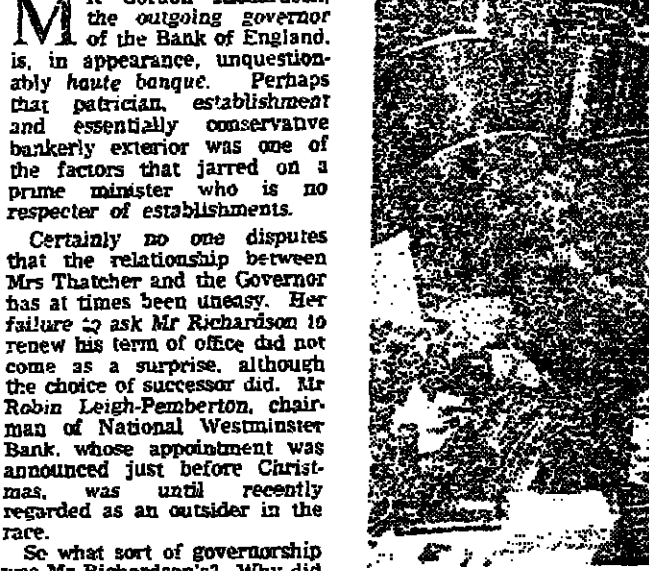 the outgoing governor
M of the Bank of England.
is, in appearance, unquestion-
ably haute banque. Perhaps
that patrician, establishment
and essentially conservative
bankerly exterior was one of
the factors that jarred on a
prime minister who is no
respecter of establishments.
Certainly no one disputes
that the relationship between
Mrs Thatcher and the Governor
has at times been uneasy. Her
failure to ask Mr Richardson to
renew his term of office did not
come as a surprise, although
the choice of successor did. Mr
Robin Leigh-Pemberton, chair-
man of National Westminster
Bank, whose appointment was
announced just before Christ-
mas, was until recently
regarded as an outsider in the
race.
So what sort of governorship
was Mr Richardson's? Why did